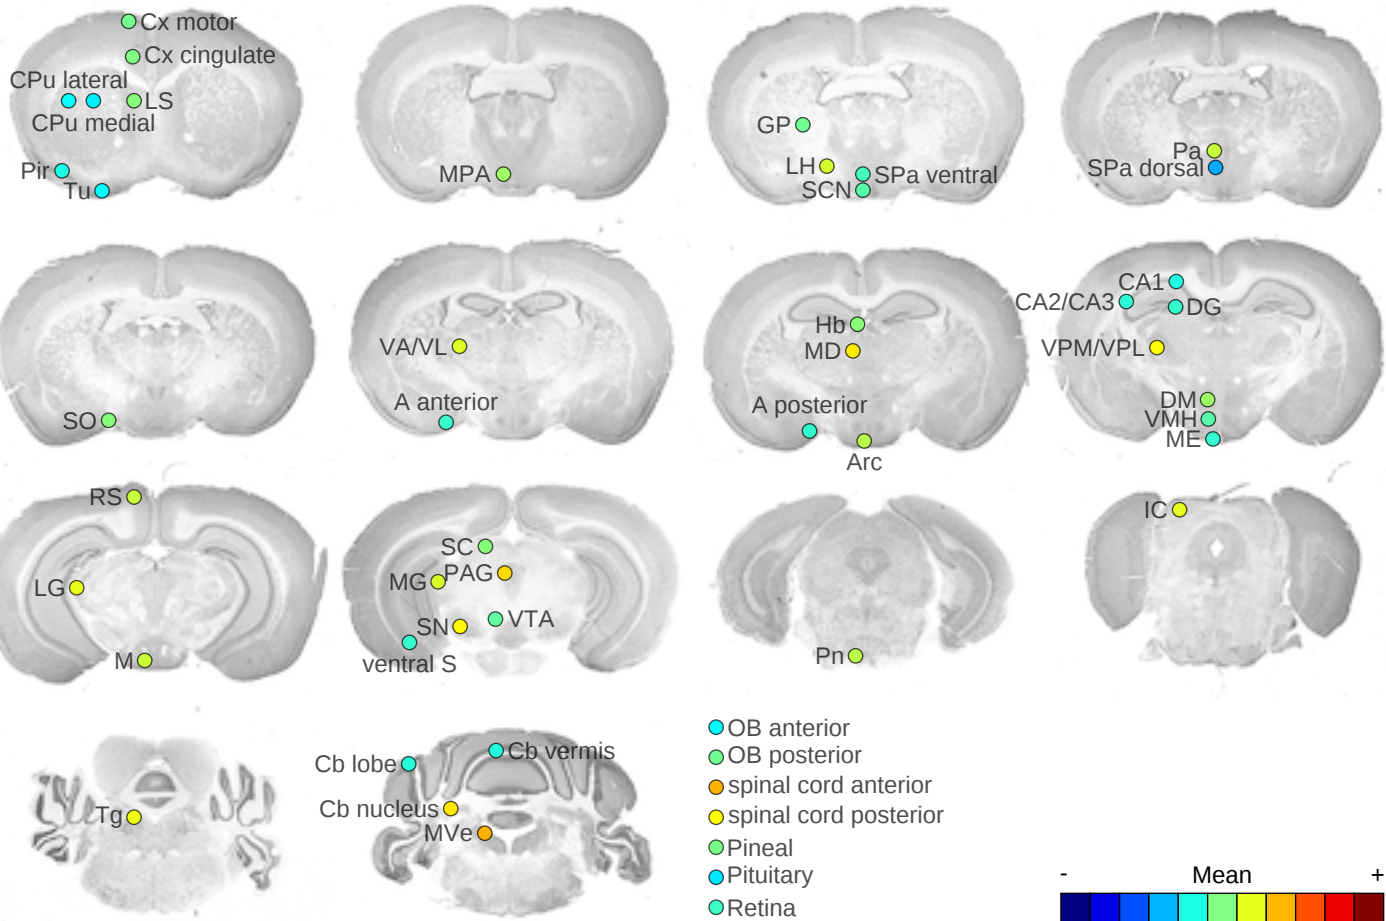 Cx motor
Cx cingulate
CPu lateral
LS
CPu medial
Pir
Tu
MPA
GP
LH
SPa ventral
SCN
Pa
SPa dorsal
SO
VA/VL
A anterior
Hb
MD
A posterior
Arc
CA1
CA2/CA3
DG
VPM/VPL
DM
VMH
ME
RS
LG
M
SC
PAG
MG
SN
VTA
ventral S
Pn
IC
Tg
Cb lobe
Cb vermis
Cb nucleus
MVe
OB anterior
OB posterior
spinal cord anterior
spinal cord posterior
Pineal
Pituitary
Retina
- Mean +